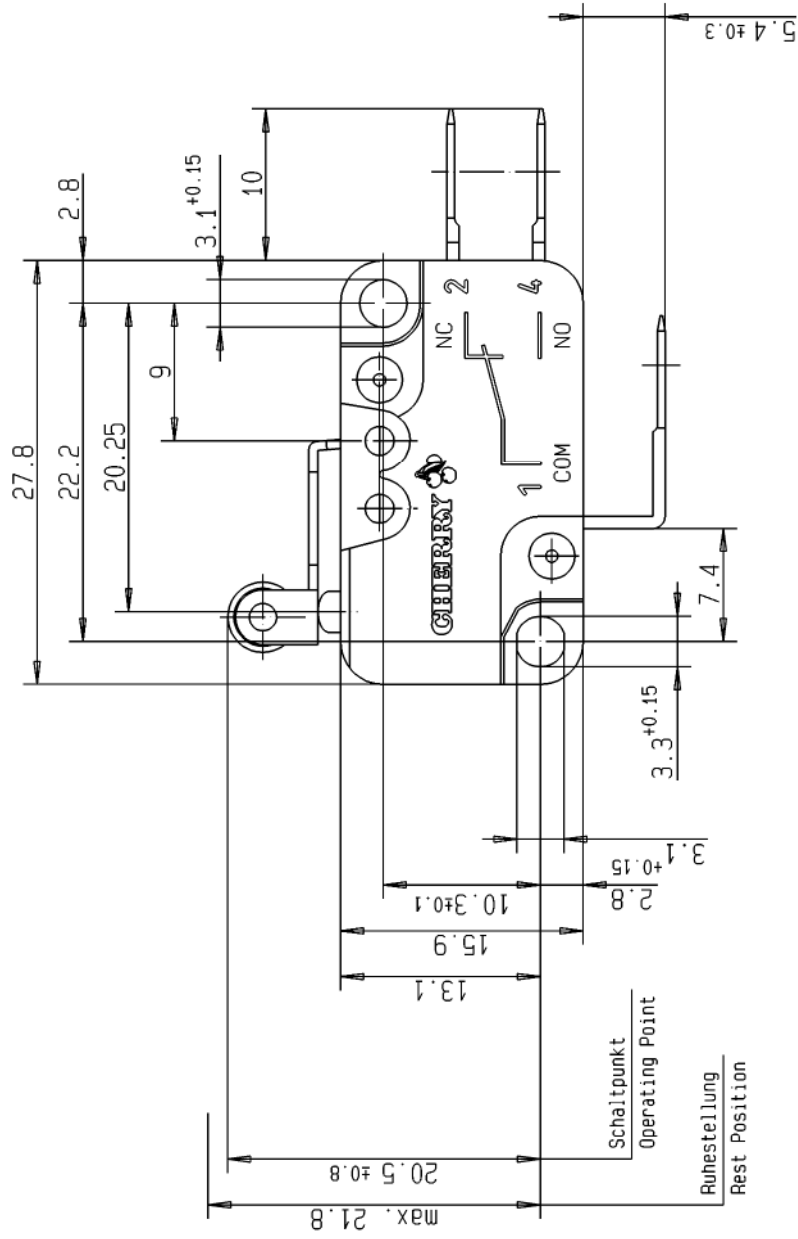 27.8
22.2
20.25
9
2.8
3.1 +0.15
10
5.4 ±0.3
NC 2
NO 4
1 COM
CHERRY
7.4
3.3 +0.15
3.1 +0.15
2.8
10.3±0.1
15.9
13.1
Schaltpunkt
Operating Point
20.5 ±0.8
Ruhestellung
Rest Position
max. 21.8